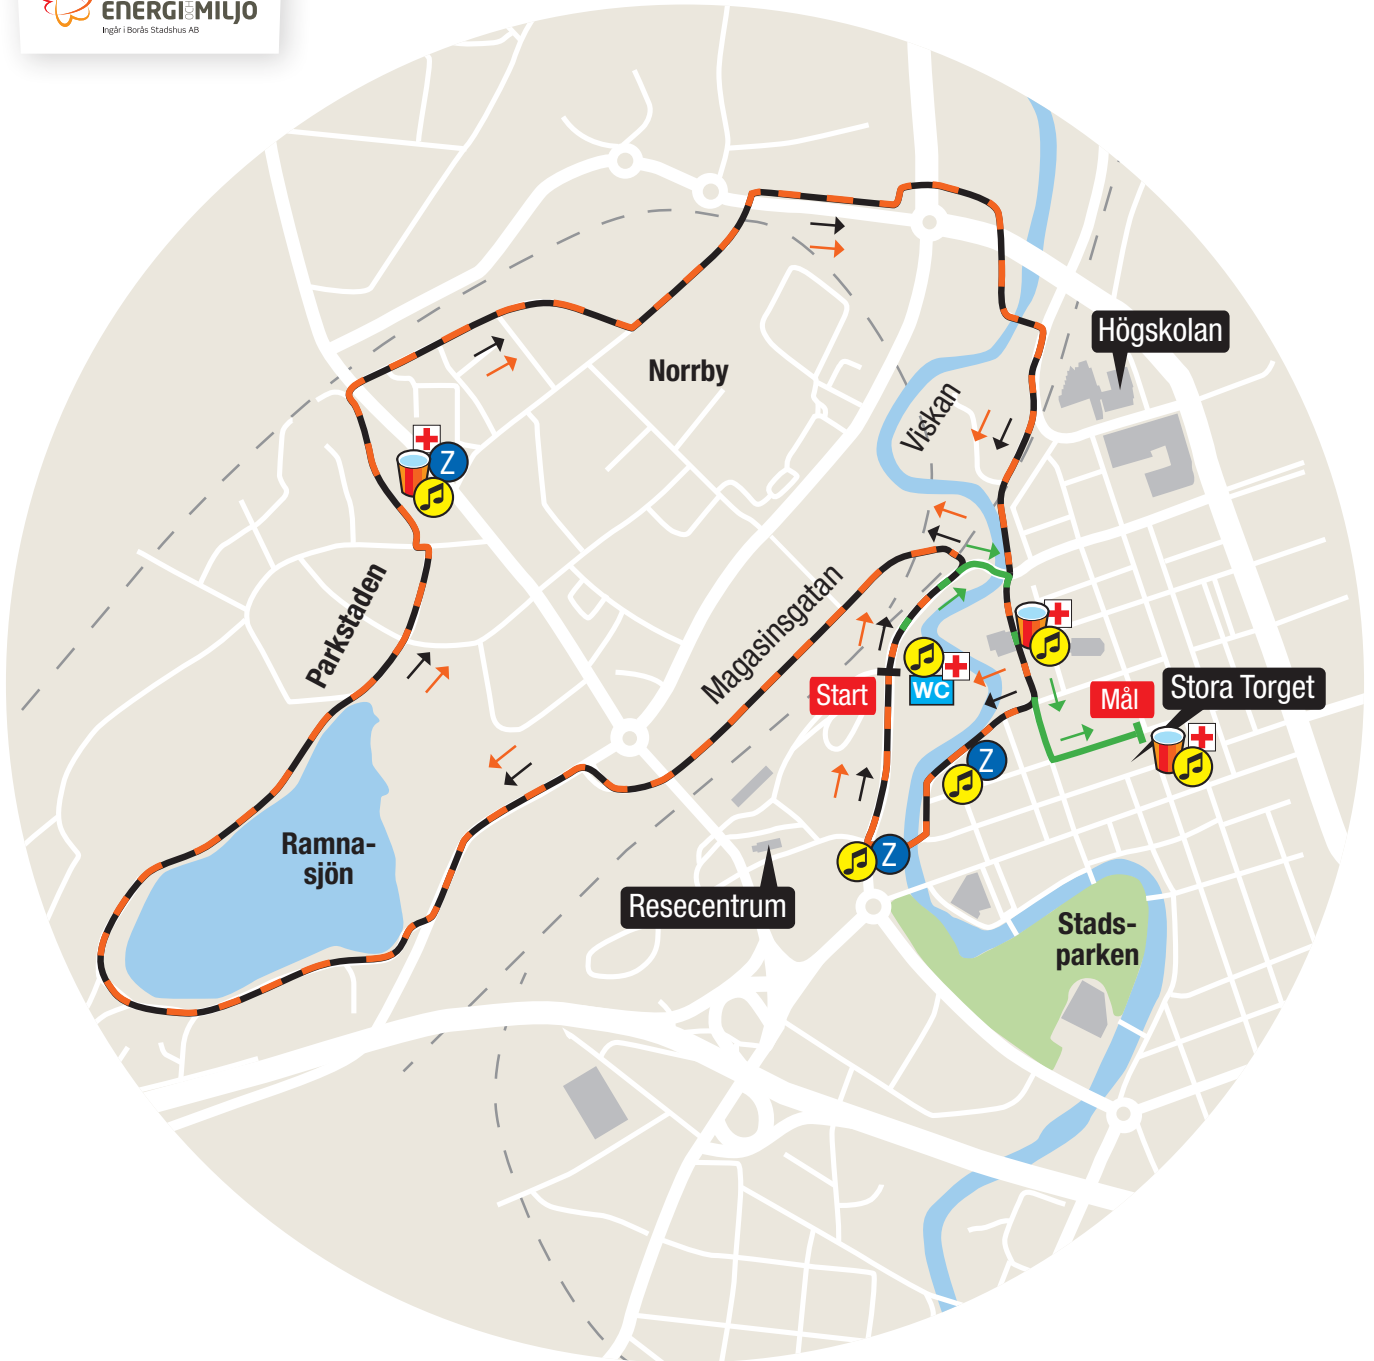 ENERGI OCH MILJÖ
Ingår i Borås Stadshus AB
Högskolan
Norrby
Viskan
Z
Parkstaden
Magasinsgatan
Start
WC
Mål
Stora Torget
Z
Ramna-
sjön
Z
Resecentrum
Stads-
parken